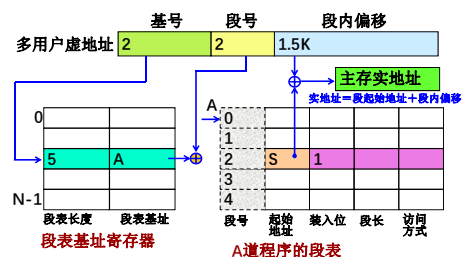 基号 段号 段内偏移
多用户虚地址 2 2 1.5K
主存实地址
实地址=段起始地址+段内偏移
A
0 0
1
5 A 2 S 1
3
N-1 4
段表长度 段表基址 段号 起始地址 装入位 段长 访问方式
段表基址寄存器
A道程序的段表